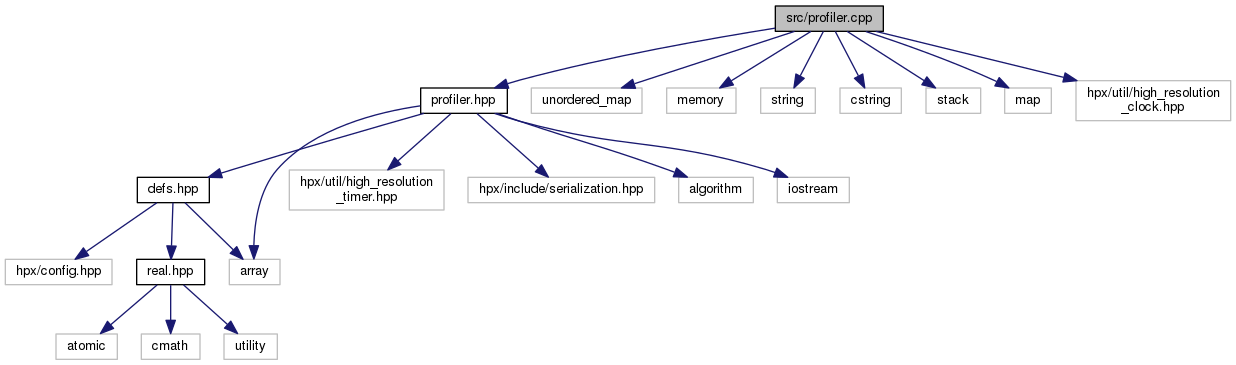 src/profiler.cpp
profiler.hpp
unordered_map
memory
string
cstring
stack
map
hpx/util/high_resolution
_clock.hpp
defs.hpp
hpx/util/high_resolution
_timer.hpp
hpx/include/serialization.hpp
algorithm
iostream
hpx/config.hpp
real.hpp
array
atomic
cmath
utility